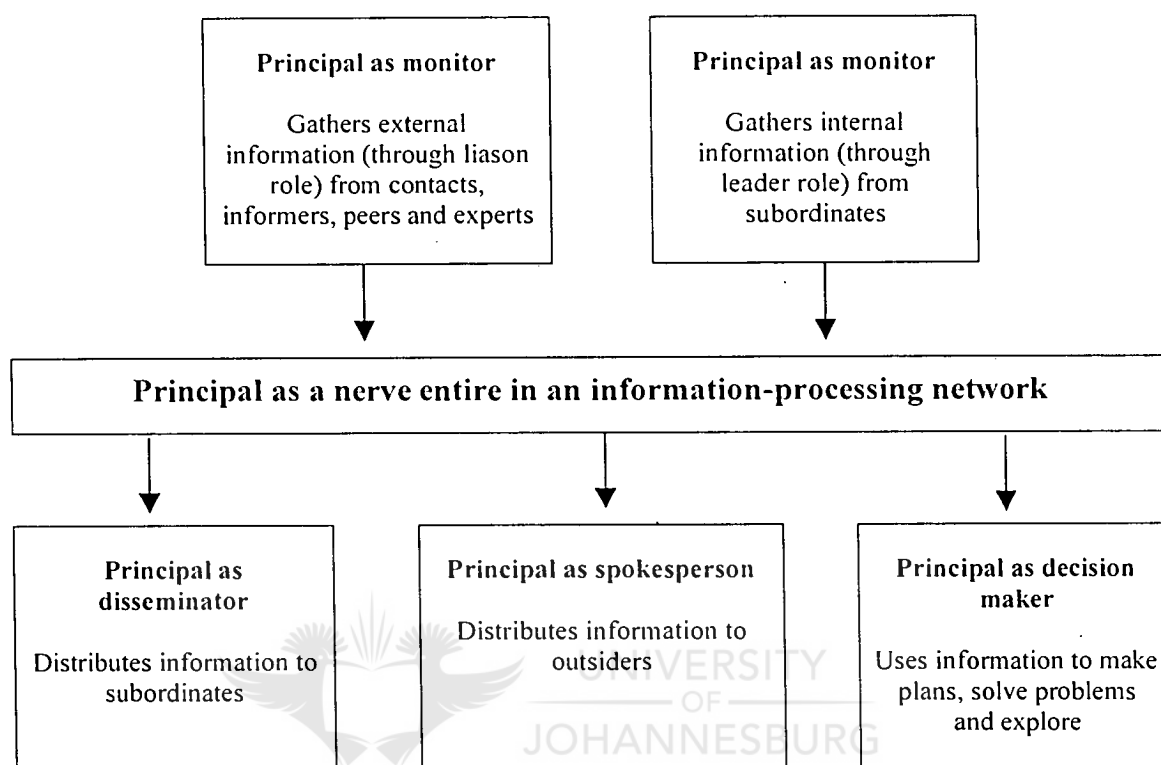 Principal as monitor
Gathers external
information (through liason
role) from contacts,
informers, peers and experts
Principal as monitor
Gathers internal
information (through
leader role) from
subordinates
Principal as a nerve entire in an information-processing network
Principal as
disseminator
Distributes information to
subordinates
Principal as spokesperson
Distributes information to
outsiders
Principal as decision
maker
Uses information to make
plans, solve problems
and explore
UNIVERSITY
OF
JOHANNESBURG